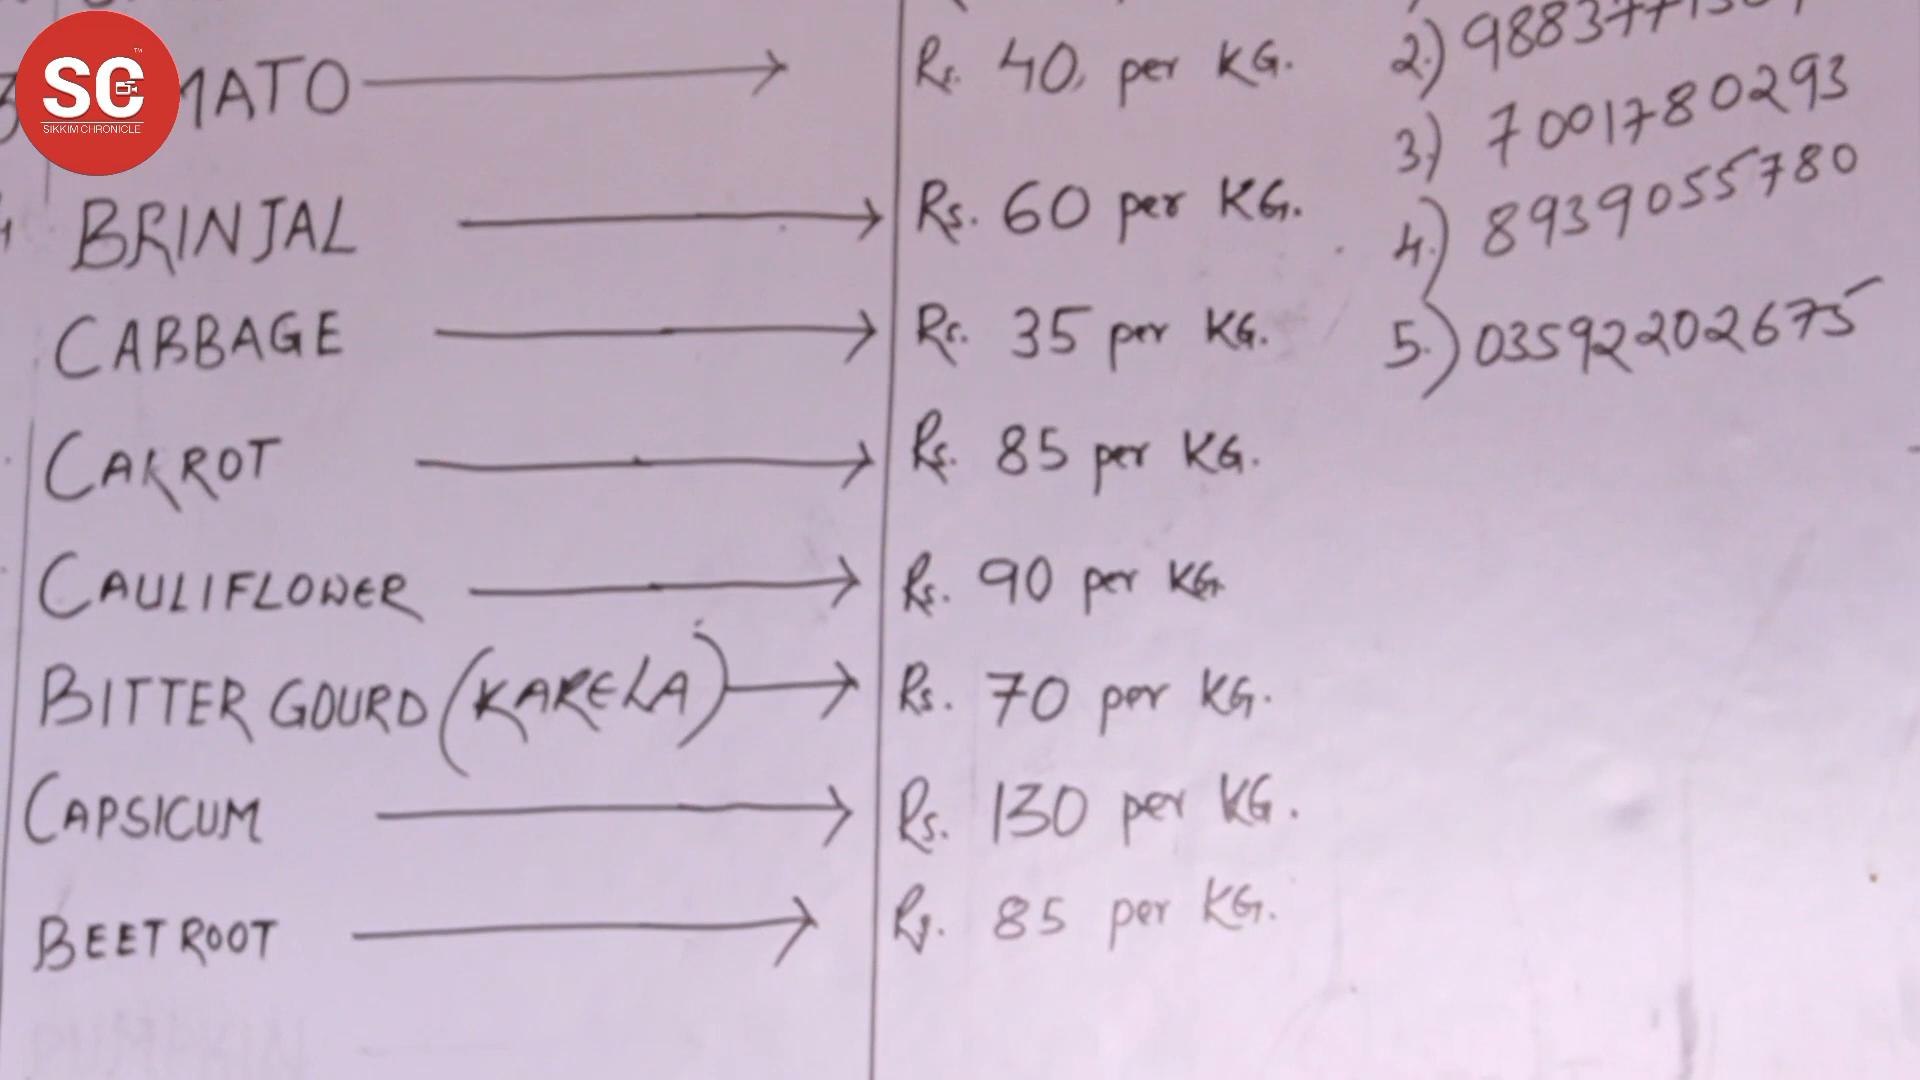 SC
™
SIKKIM CHRONICLE
MATO → Rs. 40, per KG.
BRINJAL → Rs. 60 per KG.
CABBAGE → Rs. 35 per KG.
CARROT → Rs. 85 per KG.
CAULIFLOWER → Rs. 90 per KG.
BITTER GOURD (KARELA) → Rs. 70 per KG.
CAPSICUM → Rs. 130 per KG.
BEETROOT → Rs. 85 per KG.
2.)
3.) 7001780293
4.) 8939055780
5.) 03592202675